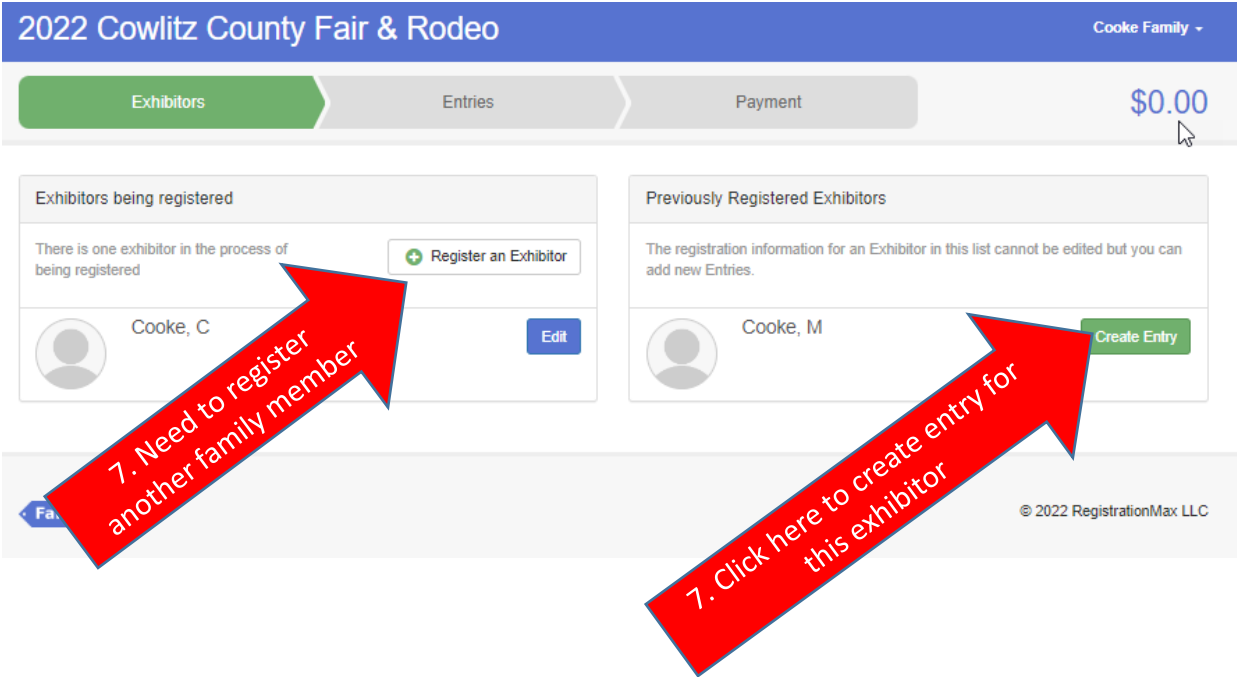 2022 Cowlitz County Fair & Rodeo
Cooke Family
Exhibitors
Entries
Payment
$0.00
Exhibitors being registered
There is one exhibitor in the process of
being registered
Register an Exhibitor
Cooke, C
Edit
Previously Registered Exhibitors
The registration information for an Exhibitor in this list cannot be edited but you can
add new Entries.
Cooke, M
Create Entry
7. Need to register
another family member
7. Click here to create entry for
this exhibitor
© 2022 RegistrationMax LLC